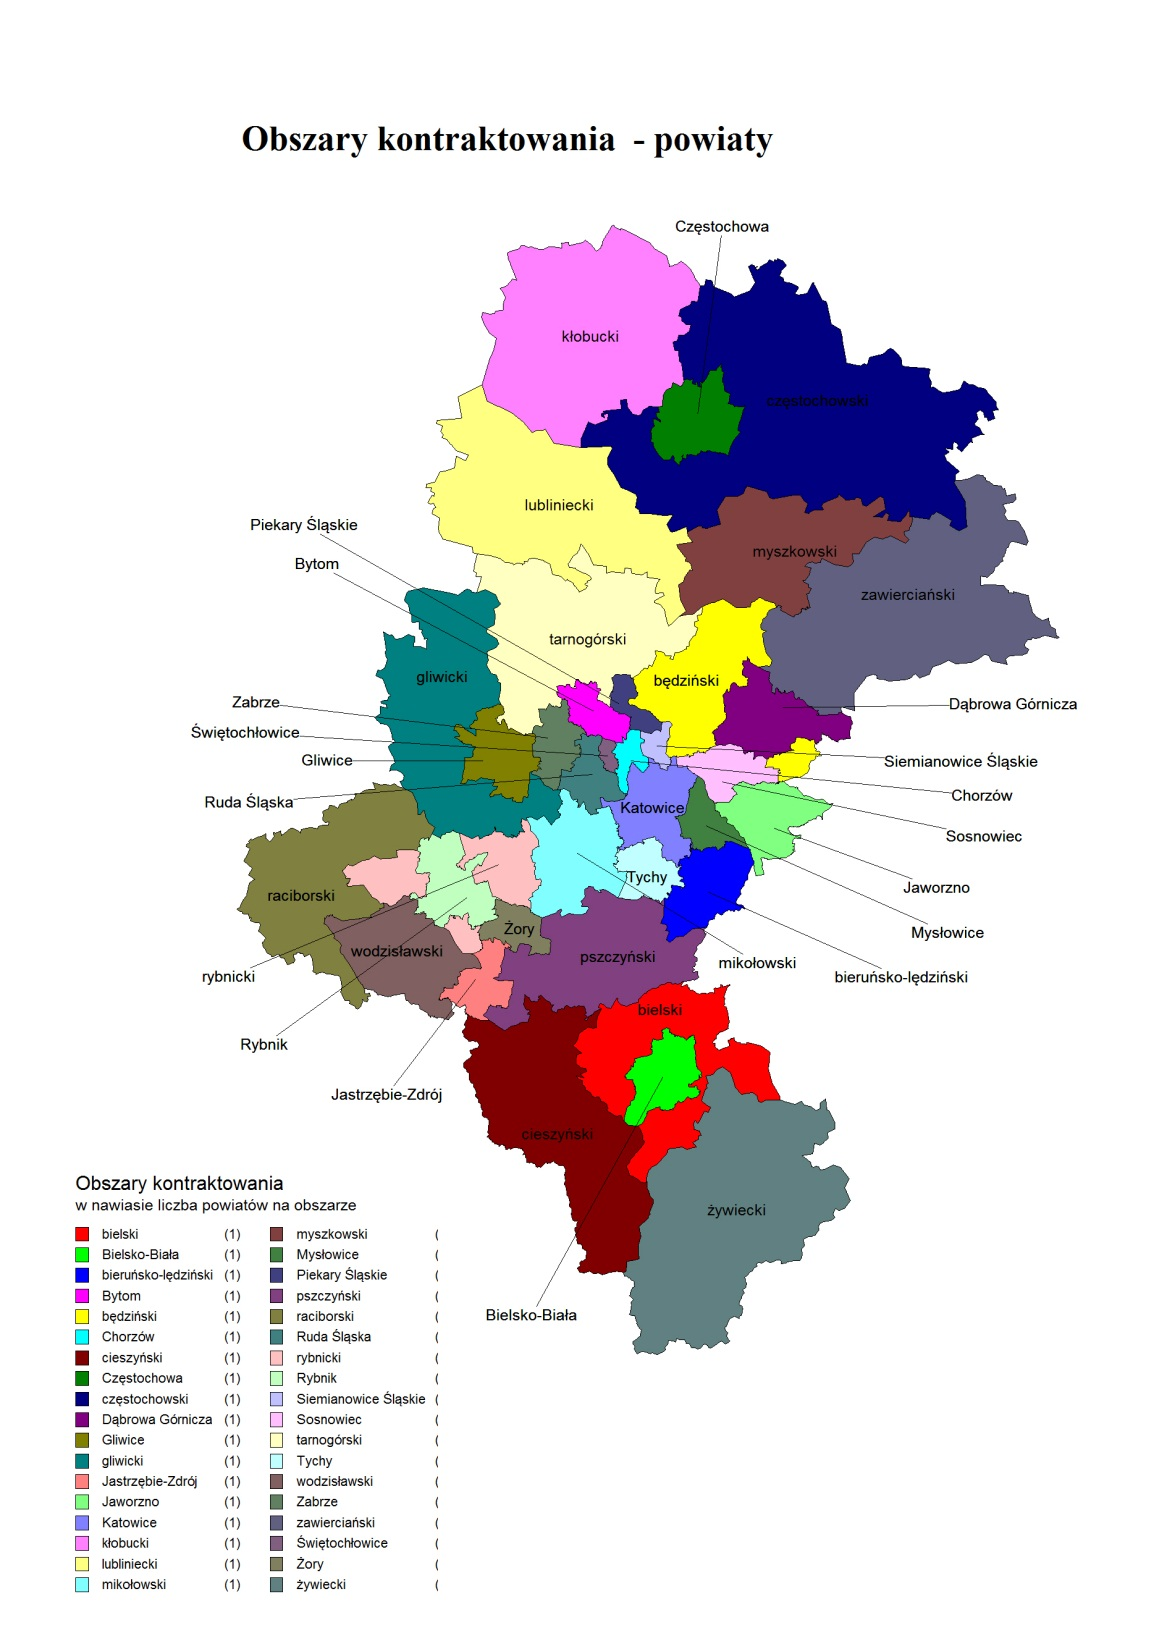 Obszary kontraktowania - powiaty
Częstochowa
kłobucki
częstochowski
lubliniecki
Piekary Śląskie
myszkowski
Bytom
zawierciański
tarnogórski
gliwicki
będziński
Zabrze
Dąbrowa Górnicza
Świętochłowice
Gliwice
Siemianowice Śląskie
Ruda Śląska
Chorzów
Katowice
Sosnowiec
Tychy
Jaworzno
raciborski
Żory
Mysłowice
wodzisławski
pszczyński
mikołowski
rybnicki
bieruńsko-lędziński
bielski
Rybnik
Jastrzębie-Zdrój
cieszyński
żywiecki
Bielsko-Biała
Obszary kontraktowania
w nawiasie liczba powiatów na obszarze
bielski (1)
Bielsko-Biała (1)
bieruńsko-lędziński (1)
Bytom (1)
będziński (1)
Chorzów (1)
cieszyński (1)
Częstochowa (1)
częstochowski (1)
Dąbrowa Górnicza (1)
Gliwice (1)
gliwicki (1)
Jastrzębie-Zdrój (1)
Jaworzno (1)
Katowice (1)
kłobucki (1)
lubliniecki (1)
mikołowski (1)
myszkowski (
Mysłowice (
Piekary Śląskie (
pszczyński (
raciborski (
Ruda Śląska (
rybnicki (
Rybnik (
Siemianowice Śląskie (
Sosnowiec (
tarnogórski (
Tychy (
wodzisławski (
Zabrze (
zawierciański (
Świętochłowice (
Żory (
żywiecki (